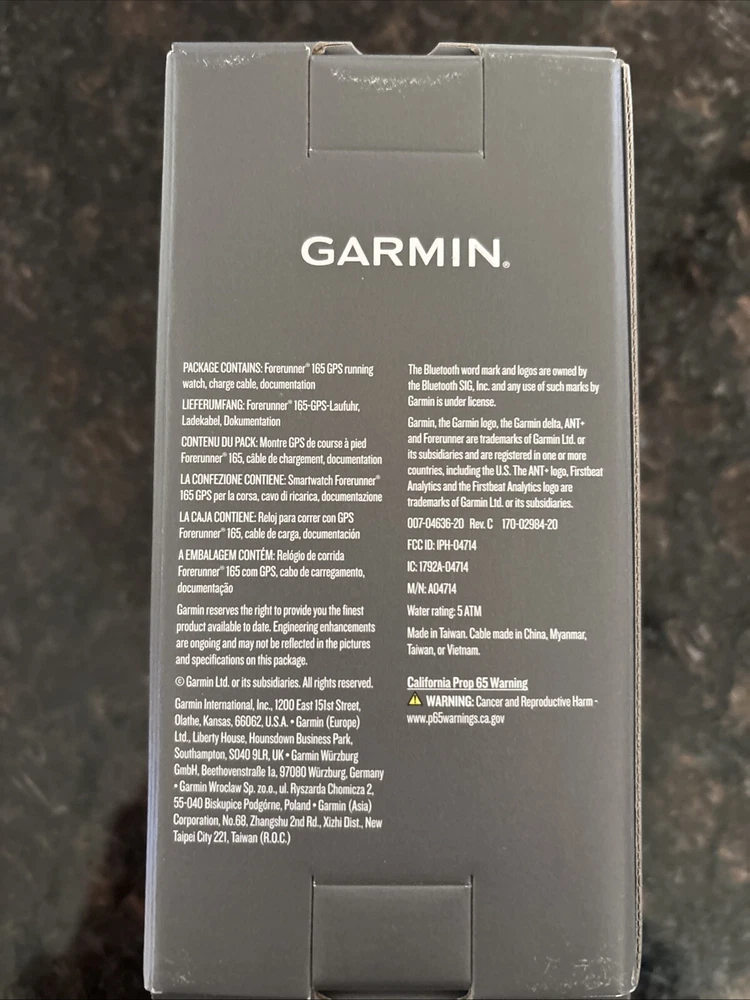 GARMIN®
PACKAGE CONTAINS: Forerunner® 165 GPS running
watch, charge cable, documentation
LIEFERUMFANG: Forerunner® 165-GPS-Laufuhr,
Ladekabel, Dokumentation
CONTENU DU PACK: Montre GPS de course à pied
Forerunner® 165, câble de chargement, documentation
LA CONFEZIONE CONTIENE: Smartwatch Forerunner®
165 GPS per la corsa, cavo di ricarica, documentazione
LA CAJA CONTIENE: Reloj para correr con GPS
Forerunner® 165, cable de carga, documentación
A EMBALAGEM CONTÉM: Relógio de corrida
Forerunner® 165 com GPS, cabo de carregamento,
documentação
Garmin reserves the right to provide you the finest
product available to date. Engineering enhancements
are ongoing and may not be reflected in the pictures
and specifications on this package.
© Garmin Ltd. or its subsidiaries. All rights reserved.
Garmin International, Inc., 1200 East 151st Street,
Olathe, Kansas, 66062, U.S.A. • Garmin (Europe)
Ltd., Liberty House, Hounsdown Business Park,
Southampton, SO40 9LR, UK • Garmin Würzburg
GmbH, Beethovenstraße 1a, 97080 Würzburg, Germany
• Garmin Wroclaw Sp. zo.o., ul. Ryszarda Chomicza 2,
55-040 Biskupice Podgórne, Poland • Garmin (Asia)
Corporation, No.68, Zhangshu 2nd Rd., Xizhi Dist., New
Taipei City 221, Taiwan (R.O.C.)
The Bluetooth word mark and logos are owned by
the Bluetooth SIG, Inc. and any use of such marks by
Garmin is under license.
Garmin, the Garmin logo, the Garmin delta, ANT+
and Forerunner are trademarks of Garmin Ltd. or
its subsidiaries and are registered in one or more
countries, including the U.S. The ANT+ logo, Firstbeat
Analytics and the Firstbeat Analytics logo are
trademarks of Garmin Ltd. or its subsidiaries.
007-04636-20 Rev. C 170-02984-20
FCC ID: IPH-04714
IC: 1792A-04714
M/N: A04714
Water rating: 5 ATM
Made in Taiwan. Cable made in China, Myanmar,
Taiwan, or Vietnam.
California Prop 65 Warning
WARNING: Cancer and Reproductive Harm -
www.p65warnings.ca.gov